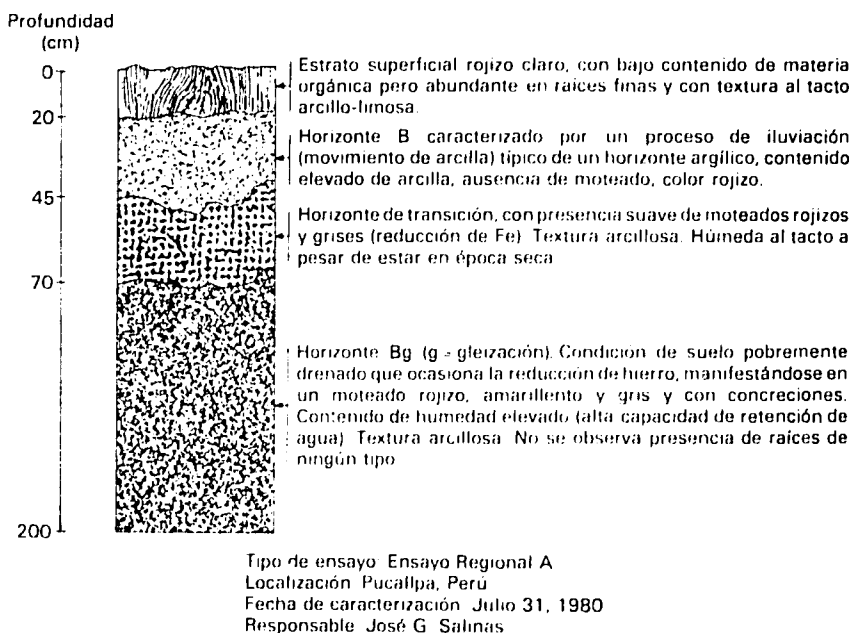 Profundidad
(cm)
0
Estrato superficial rojizo claro, con bajo contenido de materia
orgánica pero abundante en raíces finas y con textura al tacto
arcillo-limosa.
20
Horizonte B caracterizado por un proceso de iluviación
(movimiento de arcilla) típico de un horizonte argílico, contenido
elevado de arcilla, ausencia de moteado, color rojizo.
45
Horizonte de transición, con presencia suave de moteados rojizos
y grises (reducción de Fe) Textura arcillosa. Húmeda al tacto a
pesar de estar en época seca
70
Horizonte Bg (g = gleización). Condición de suelo pobremente
drenado que ocasiona la reducción de hierro, manifestándose en
un moteado rojizo, amarillento y gris y con concreciones.
Contenido de humedad elevado (alta capacidad de retención de
agua) Textura arcillosa No se observa presencia de raíces de
ningún tipo
200
Tipo de ensayo Ensayo Regional A
Localización Pucallpa, Perú
Fecha de caracterización Julio 31, 1980
Responsable José G Salinas